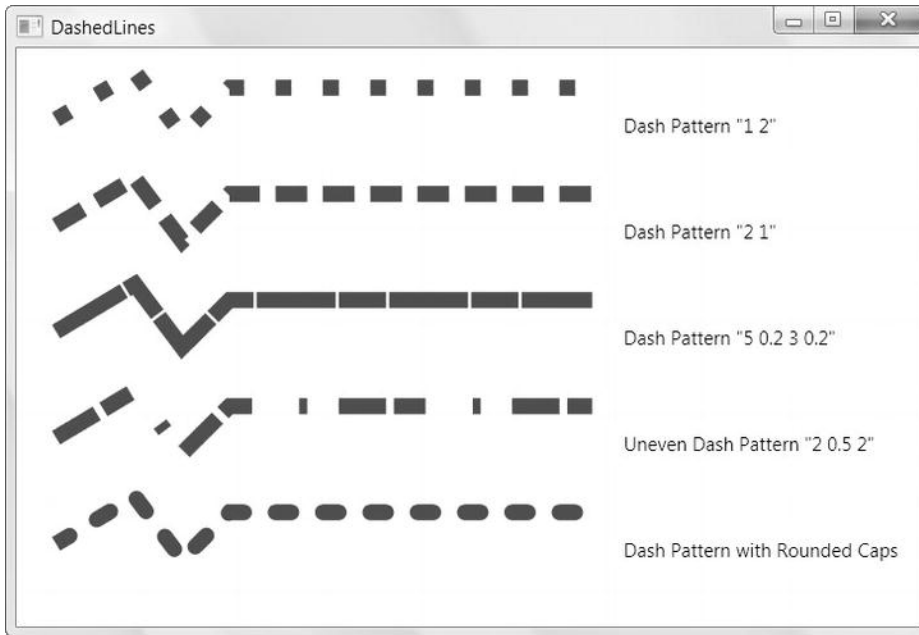 DashedLines
Dash Pattern "1 2"
Dash Pattern "2 1"
Dash Pattern "5 0.2 3 0.2"
Uneven Dash Pattern "2 0.5 2"
Dash Pattern with Rounded Caps